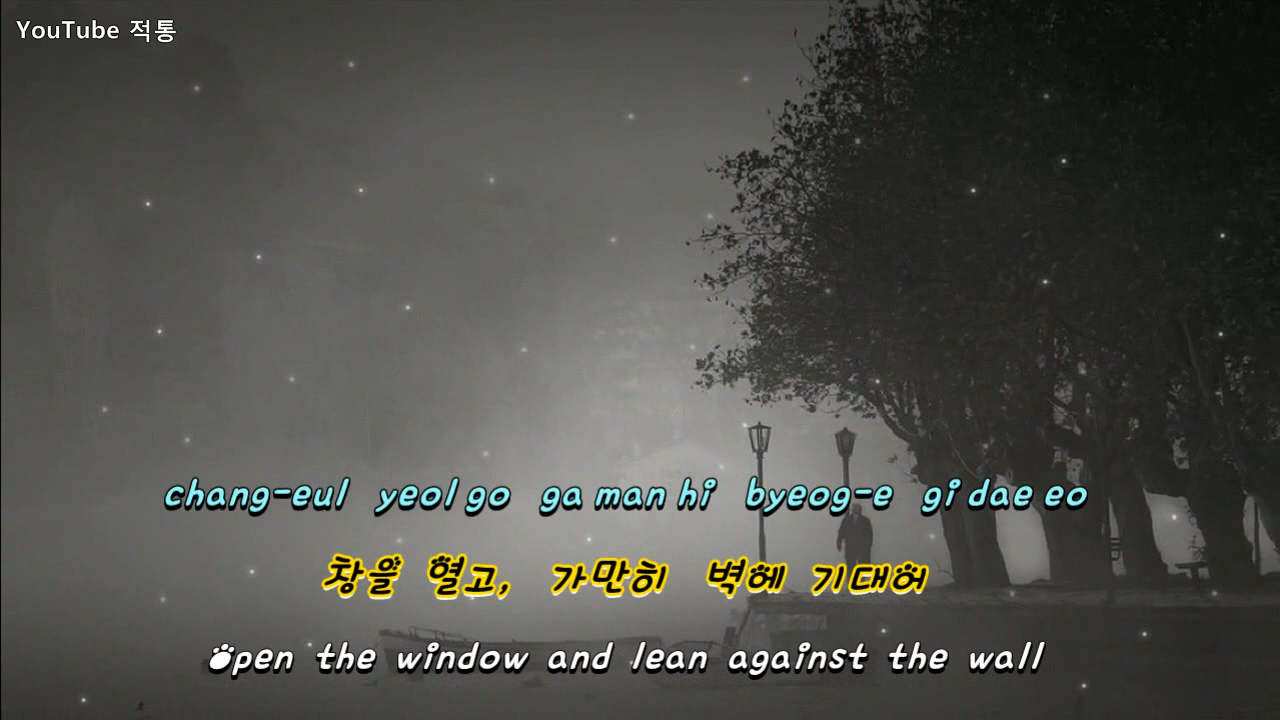 YouTube 적통
chang-eul yeol go ga man hi byeog-e gi dae eo
창을 열고, 가만히 벽에 기대어
Open the window and lean against the wall